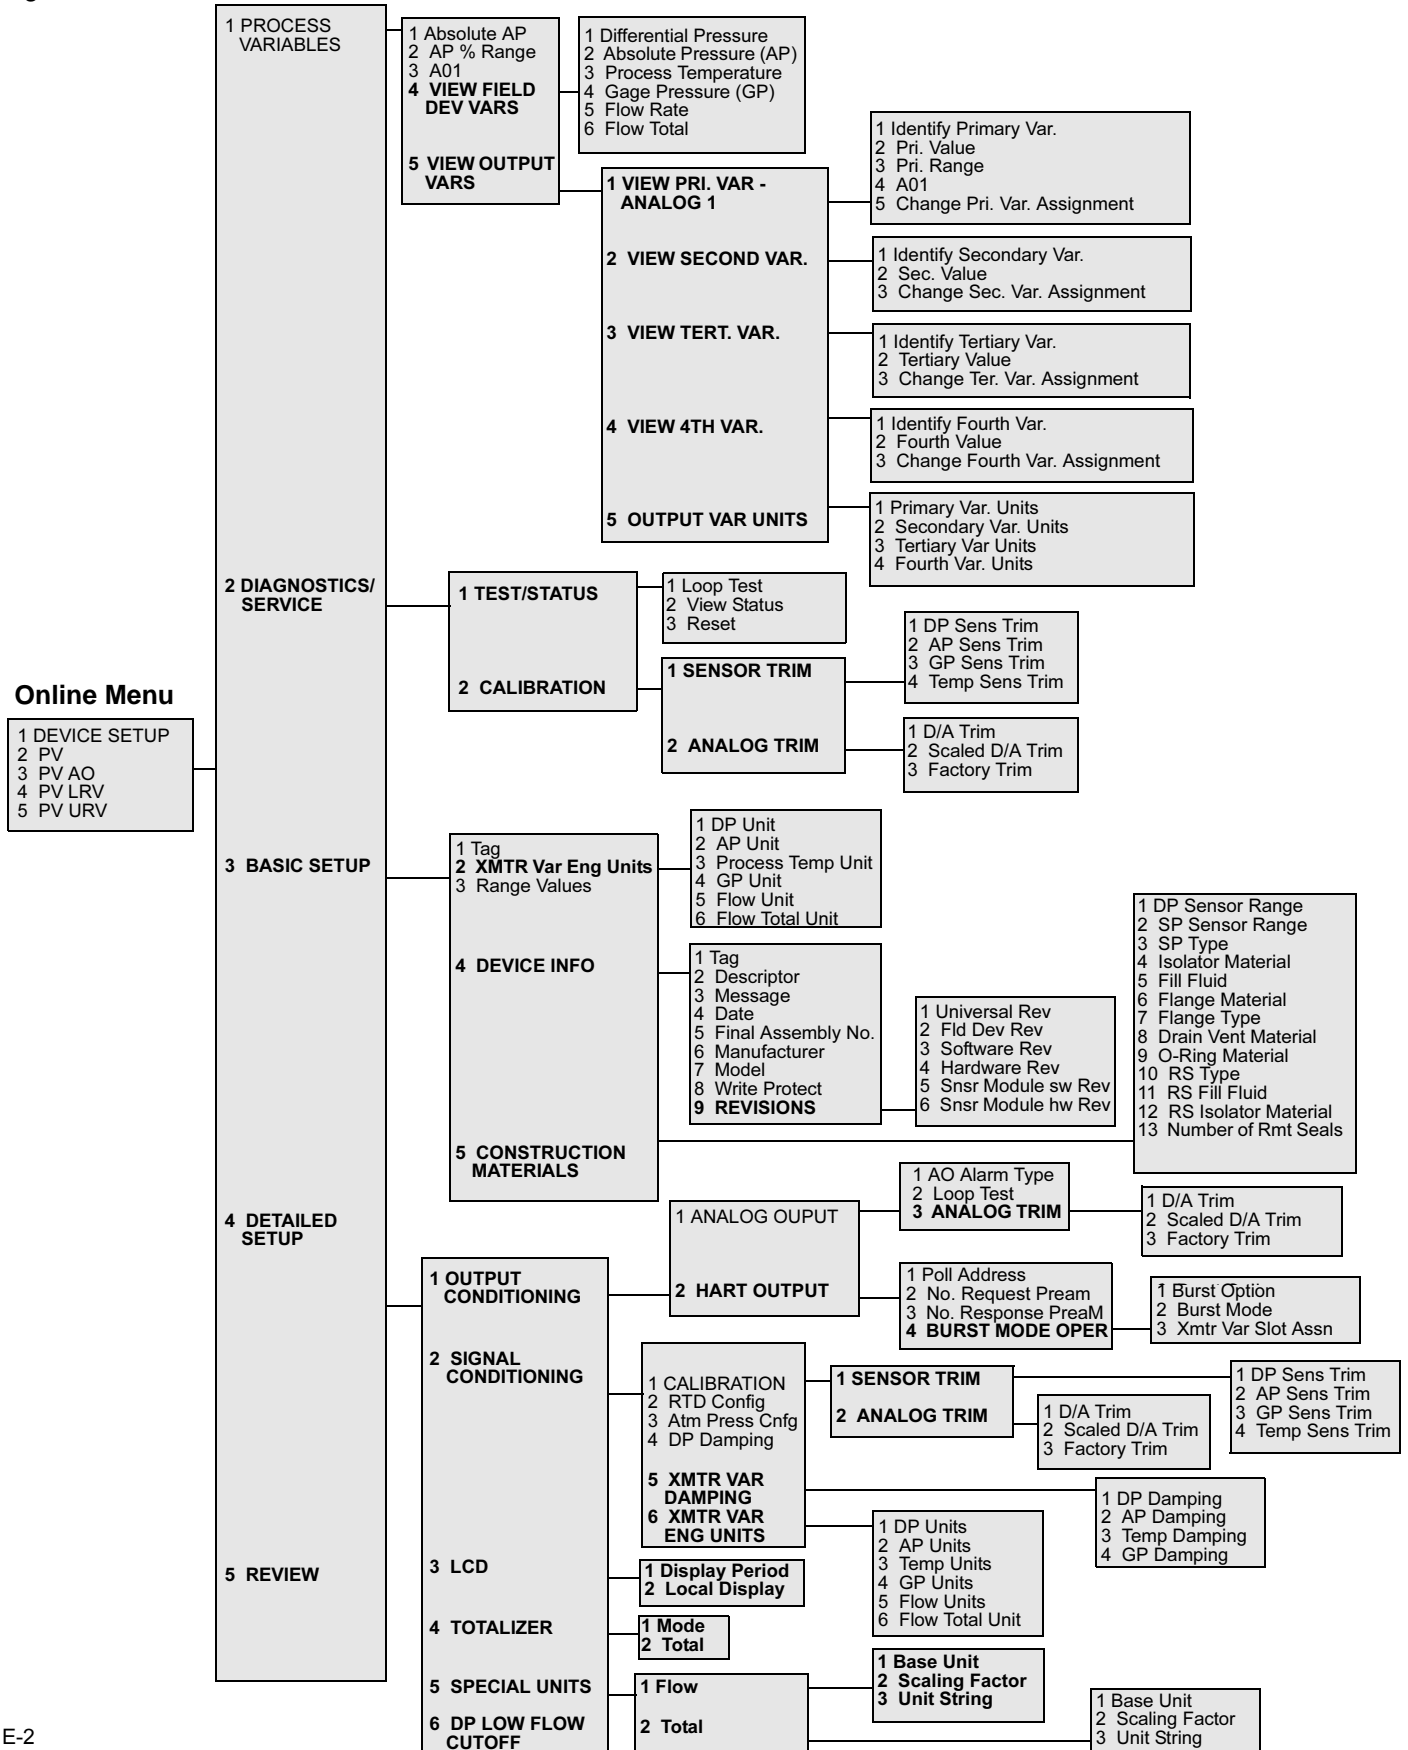 1 PROCESS
VARIABLES
1 Absolute AP
2 AP % Range
3 A01
4 VIEW FIELD
DEV VARS
5 VIEW OUTPUT
VARS
1 Differential Pressure
2 Absolute Pressure (AP)
3 Process Temperature
4 Gage Pressure (GP)
5 Flow Rate
6 Flow Total
1 VIEW PRI. VAR -
ANALOG 1
2 VIEW SECOND VAR.
3 VIEW TERT. VAR.
4 VIEW 4TH VAR.
5 OUTPUT VAR UNITS
1 Identify Primary Var.
2 Pri. Value
3 Pri. Range
4 A01
5 Change Pri. Var. Assignment
1 Identify Secondary Var.
2 Sec. Value
3 Change Sec. Var. Assignment
1 Identify Tertiary Var.
2 Tertiary Value
3 Change Ter. Var. Assignment
1 Identify Fourth Var.
2 Fourth Value
3 Change Fourth Var. Assignment
1 Primary Var. Units
2 Secondary Var. Units
3 Tertiary Var Units
4 Fourth Var. Units
2 DIAGNOSTICS/
SERVICE
1 TEST/STATUS
2 CALIBRATION
1 Loop Test
2 View Status
3 Reset
1 SENSOR TRIM
2 ANALOG TRIM
1 DP Sens Trim
2 AP Sens Trim
3 GP Sens Trim
4 Temp Sens Trim
1 D/A Trim
2 Scaled D/A Trim
3 Factory Trim
Online Menu
1 DEVICE SETUP
2 PV
3 PV AO
4 PV LRV
5 PV URV
3 BASIC SETUP
1 Tag
2 XMTR Var Eng Units
3 Range Values
4 DEVICE INFO
5 CONSTRUCTION
MATERIALS
1 DP Unit
2 AP Unit
3 Process Temp Unit
4 GP Unit
5 Flow Unit
6 Flow Total Unit
1 Tag
2 Descriptor
3 Message
4 Date
5 Final Assembly No.
6 Manufacturer
7 Model
8 Write Protect
9 REVISIONS
1 Universal Rev
2 Fld Dev Rev
3 Software Rev
4 Hardware Rev
5 Snsr Module sw Rev
6 Snsr Module hw Rev
1 DP Sensor Range
2 SP Sensor Range
3 SP Type
4 Isolator Material
5 Fill Fluid
6 Flange Material
7 Flange Type
8 Drain Vent Material
9 O-Ring Material
10 RS Type
11 RS Fill Fluid
12 RS Isolator Material
13 Number of Rmt Seals
4 DETAILED
SETUP
1 OUTPUT
CONDITIONING
2 SIGNAL
CONDITIONING
3 LCD
4 TOTALIZER
5 SPECIAL UNITS
6 DP LOW FLOW
CUTOFF
1 ANALOG OUPUT
2 HART OUTPUT
1 AO Alarm Type
2 Loop Test
3 ANALOG TRIM
1 D/A Trim
2 Scaled D/A Trim
3 Factory Trim
1 Poll Address
2 No. Request Pream
3 No. Response PreaM
4 BURST MODE OPER
1 Burst Option
2 Burst Mode
3 Xmtr Var Slot Assn
1 CALIBRATION
2 RTD Config
3 Atm Press Cnfg
4 DP Damping
5 XMTR VAR
DAMPING
6 XMTR VAR
ENG UNITS
1 SENSOR TRIM
2 ANALOG TRIM
1 DP Sens Trim
2 AP Sens Trim
3 GP Sens Trim
4 Temp Sens Trim
1 D/A Trim
2 Scaled D/A Trim
3 Factory Trim
1 DP Damping
2 AP Damping
3 Temp Damping
4 GP Damping
1 DP Units
2 AP Units
3 Temp Units
4 GP Units
5 Flow Units
6 Flow Total Unit
5 REVIEW
1 Display Period
2 Local Display
1 Mode
2 Total
1 Flow
2 Total
1 Base Unit
2 Scaling Factor
3 Unit String
1 Base Unit
2 Scaling Factor
3 Unit String
E-2